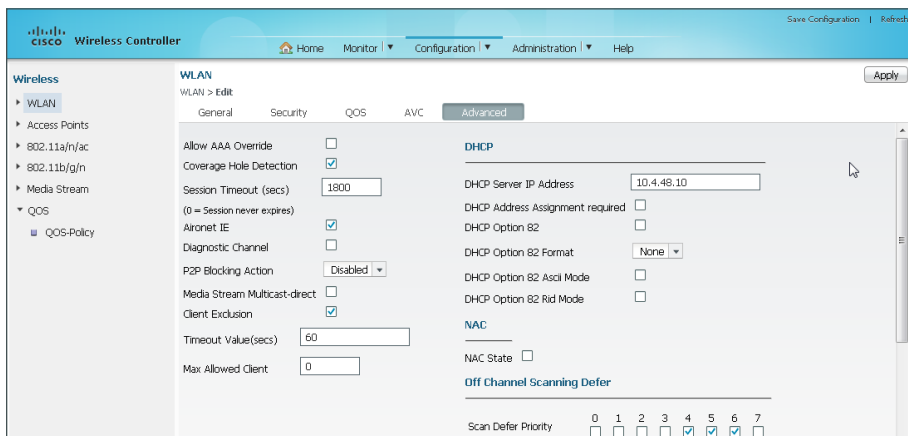 Save Configuration | Refresh
CISCO Wireless Controller
Home Monitor Configuration Administration Help
Wireless
WLAN
Access Points
802.11a/n/ac
802.11b/g/n
Media Stream
QOS
QOS-Policy
WLAN
Apply
WLAN > Edit
General Security QOS AVC Advanced
Allow AAA Override
Coverage Hole Detection
Session Timeout (secs) 1800
(0 = Session never expires)
Aironet IE
Diagnostic Channel
P2P Blocking Action Disabled
Media Stream Multicast-direct
Client Exclusion
Timeout Value(secs) 60
Max Allowed Client 0
DHCP
DHCP Server IP Address 10.4.48.10
DHCP Address Assignment required
DHCP Option 82
DHCP Option 82 Format None
DHCP Option 82 Ascii Mode
DHCP Option 82 Rid Mode
NAC
NAC State
Off Channel Scanning Defer
0 1 2 3 4 5 6 7
Scan Defer Priority